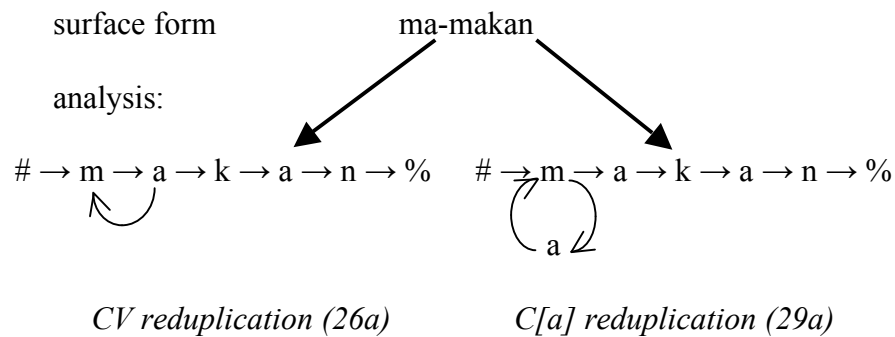 surface form ma-makan
analysis:
# → m → a → k → a → n → % # → m → a → k → a → n → %
a
CV reduplication (26a) C[a] reduplication (29a)